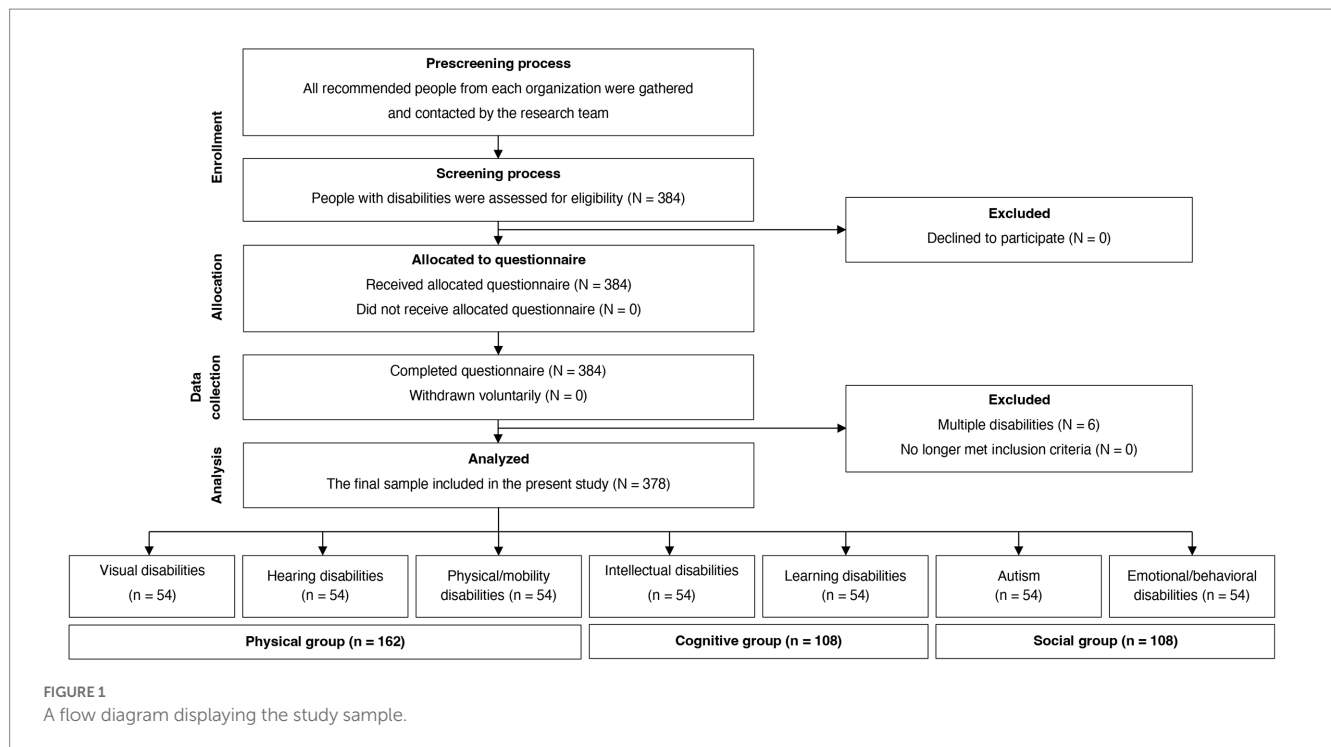 Enrollment
Prescreening process
All recommended people from each organization were gathered
and contacted by the research team
Screening process
People with disabilities were assessed for eligibility (N = 384)
Excluded
Declined to participate (N = 0)
Allocation
Allocated to questionnaire
Received allocated questionnaire (N = 384)
Did not receive allocated questionnaire (N = 0)
Data
collection
Completed questionnaire (N = 384)
Withdrawn voluntarily (N = 0)
Excluded
Multiple disabilities (N = 6)
No longer met inclusion criteria (N = 0)
Analysis
Analyzed
The final sample included in the present study (N = 378)
Visual disabilities
(n = 54)
Hearing disabilities
(n = 54)
Physical/mobility
disabilities (n = 54)
Intellectual disabilities
(n = 54)
Learning disabilities
(n = 54)
Autism
(n = 54)
Emotional/behavioral
disabilities (n = 54)
Physical group (n = 162)
Cognitive group (n = 108)
Social group (n = 108)
FIGURE 1
A flow diagram displaying the study sample.